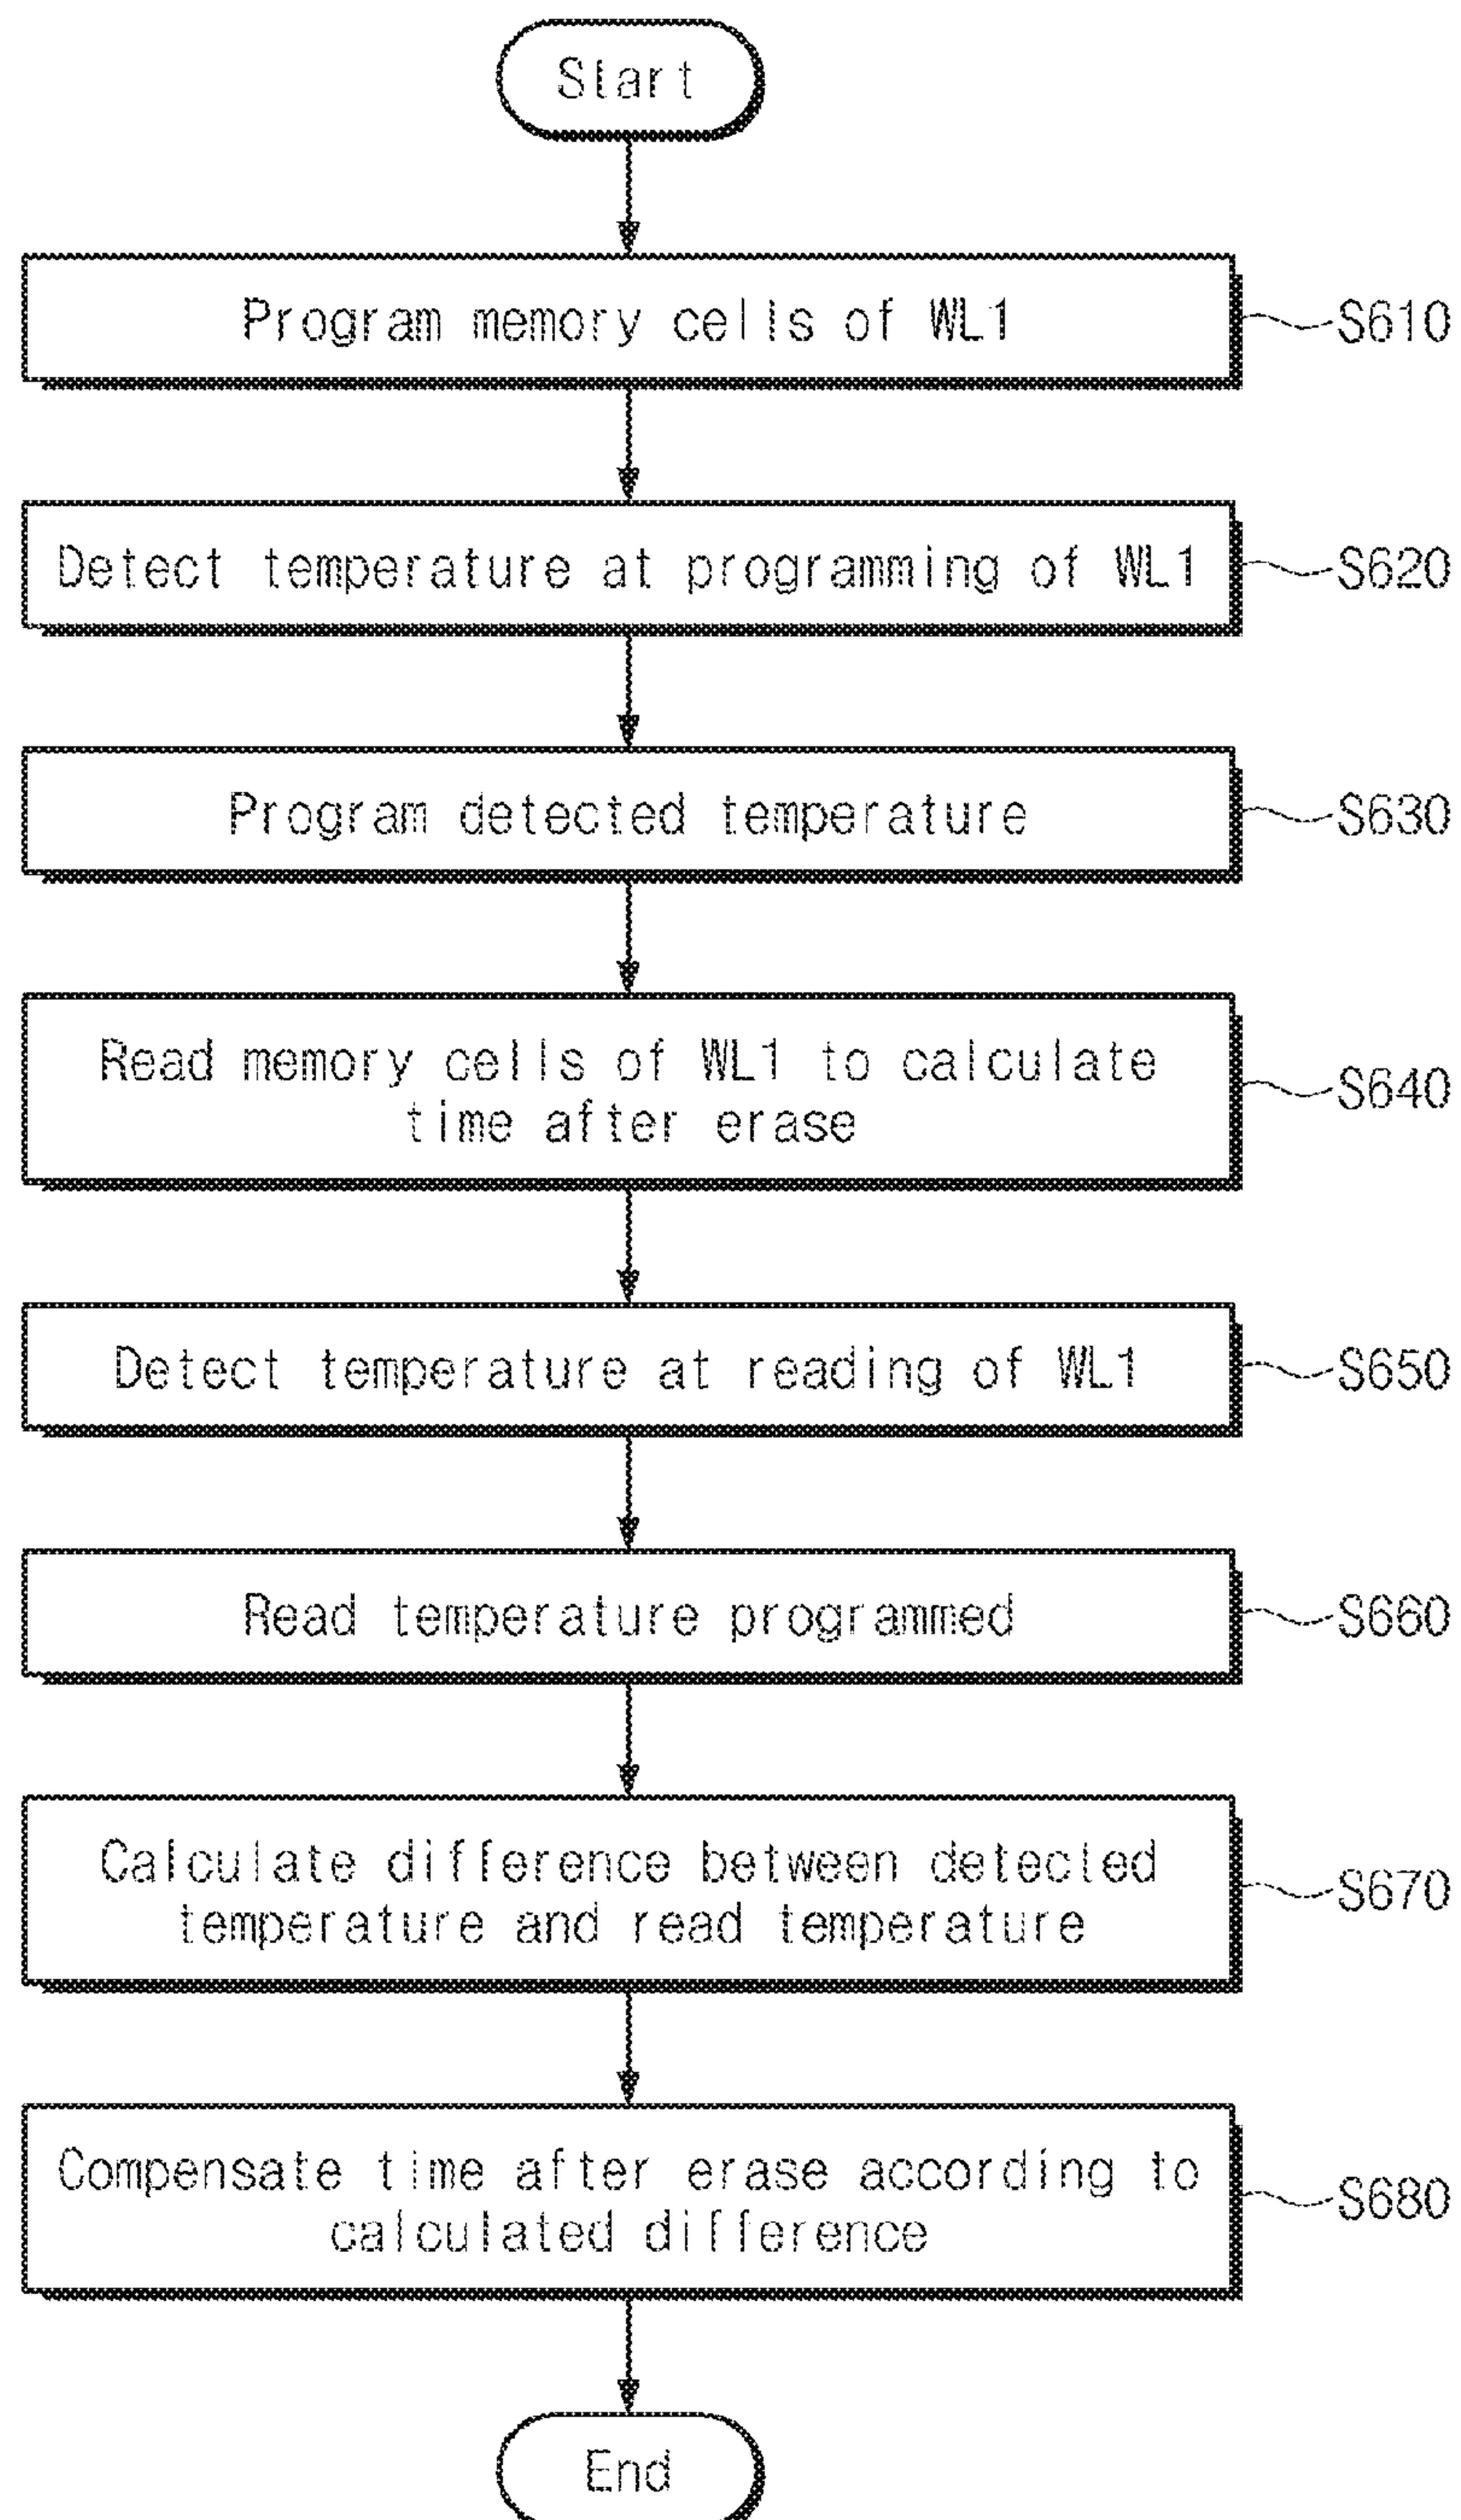 Start
Program memory cells of WL1
S610
Detect temperature at programming of WL1
S620
Program detected temperature
S630
Read memory cells of WL1 to calculate
time after erase
S640
Detect temperature at reading of WL1
S650
Read temperature programmed
S660
Calculate difference between detected
temperature and read temperature
S670
Compensate time after erase according to
calculated difference
S680
End